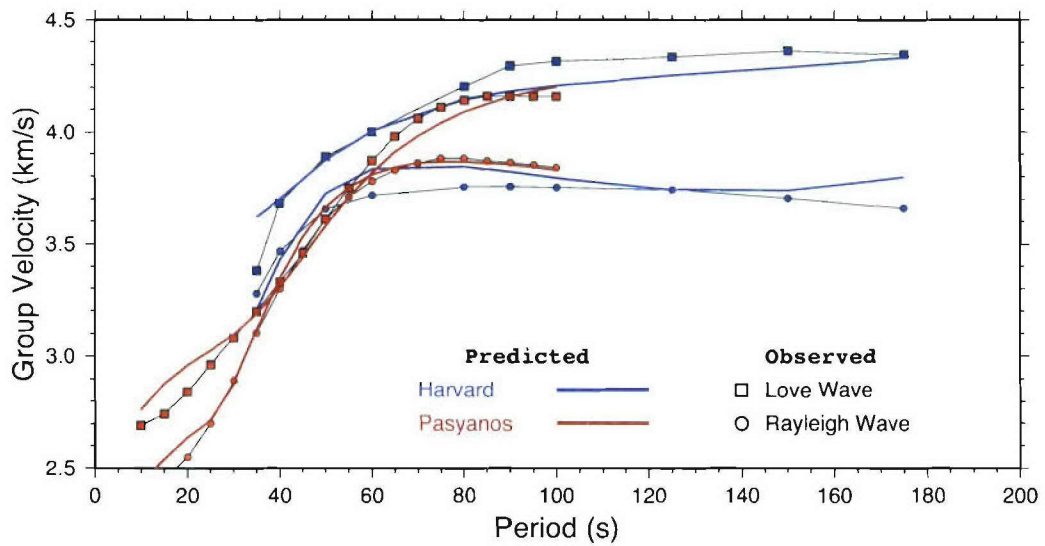 4.5
4.0
3.5
3.0
2.5
Group Velocity (km/s)
Predicted Observed
Harvard Love Wave
Pasyanos Rayleigh Wave
0 20 40 60 80 100 120 140 160 180 200
Period (s)